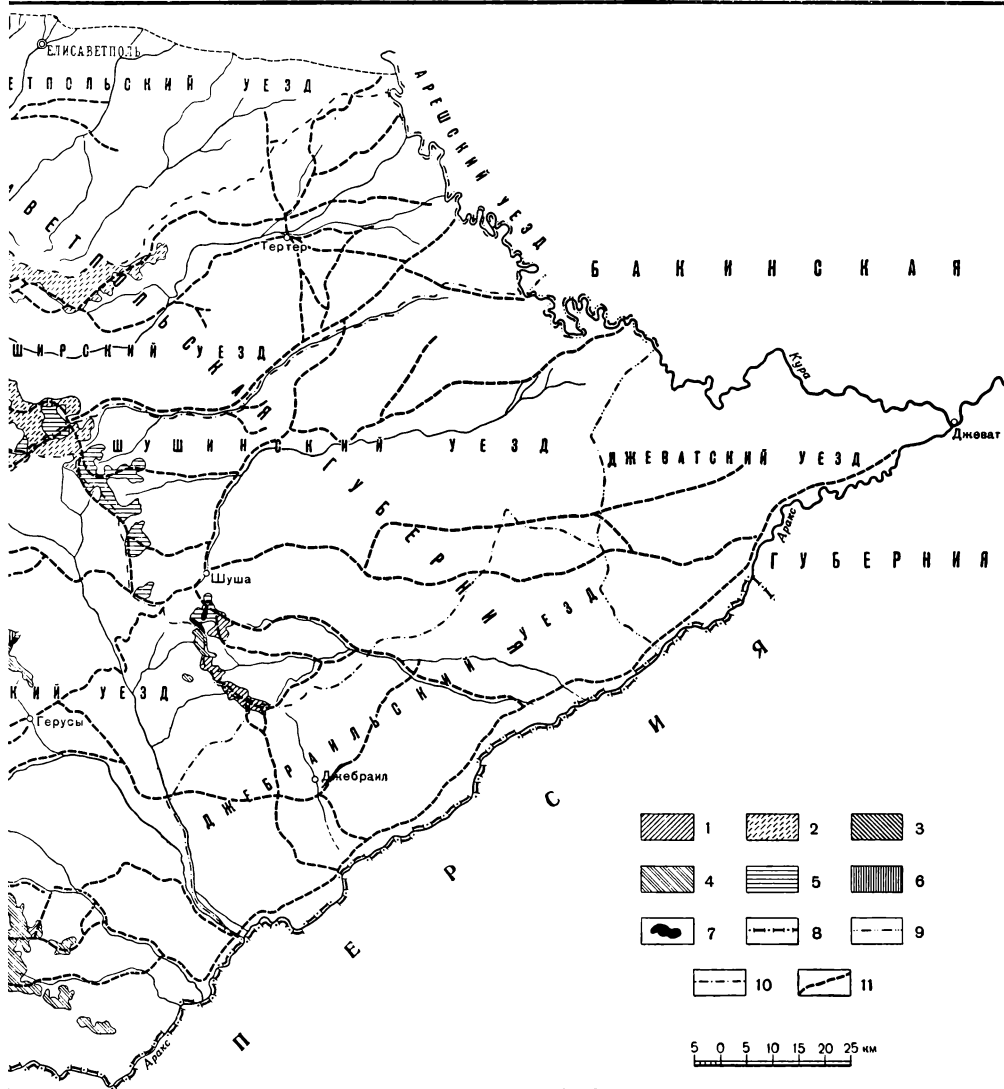 ЕЛИСАВЕТПОЛЬ
ЕТПОЛЬСКИЙ УЕЗД
АРЕШСКИЙ УЕЗД
ВЕТПОЛЬСКАЯ
Тертер
БАКИНСКАЯ
ШИРСКИЙ УЕЗД
Кура
Джеват
ШУШИНСКИЙ УЕЗД
ДЖЕВАТСКИЙ УЕЗД
ГУБЕРНИЯ
Аракс
ГУБЕРНИЯ
Шуша
КИЙ УЕЗД
Герусы
ДЖЕБРАИЛЬСКИЙ УЕЗД
Джебраил
ПЕРСИЯ
Аракс
1 2 3
4 5 6
7 8 9
10 11
5 0 5 10 15 20 25 км